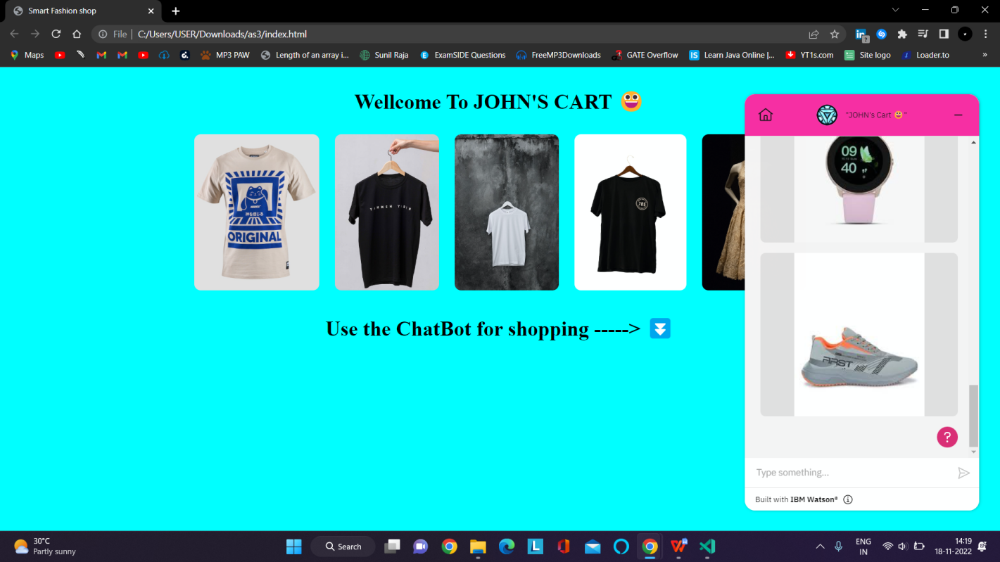 Smart Fashion shop
File
C:/Users/USER/Downloads/as3/index.html
Maps
MP3 PAW
Length of an array i...
Sunil Raja
ExamSIDE Questions
FreeMP3Downloads
GATE Overflow
Learn Java Online |...
YT1s.com
Site logo
Loader.to
»
Wellcome To JOHN'S CART 😀
"JOHN's Cart 😀"
ORIGINAL
705
09
40
FIRST
Use the ChatBot for shopping -----> ⏬
?
Type something...
Built with IBM Watson®
30°C
Partly sunny
Search
ENG
IN
14:19
18-11-2022